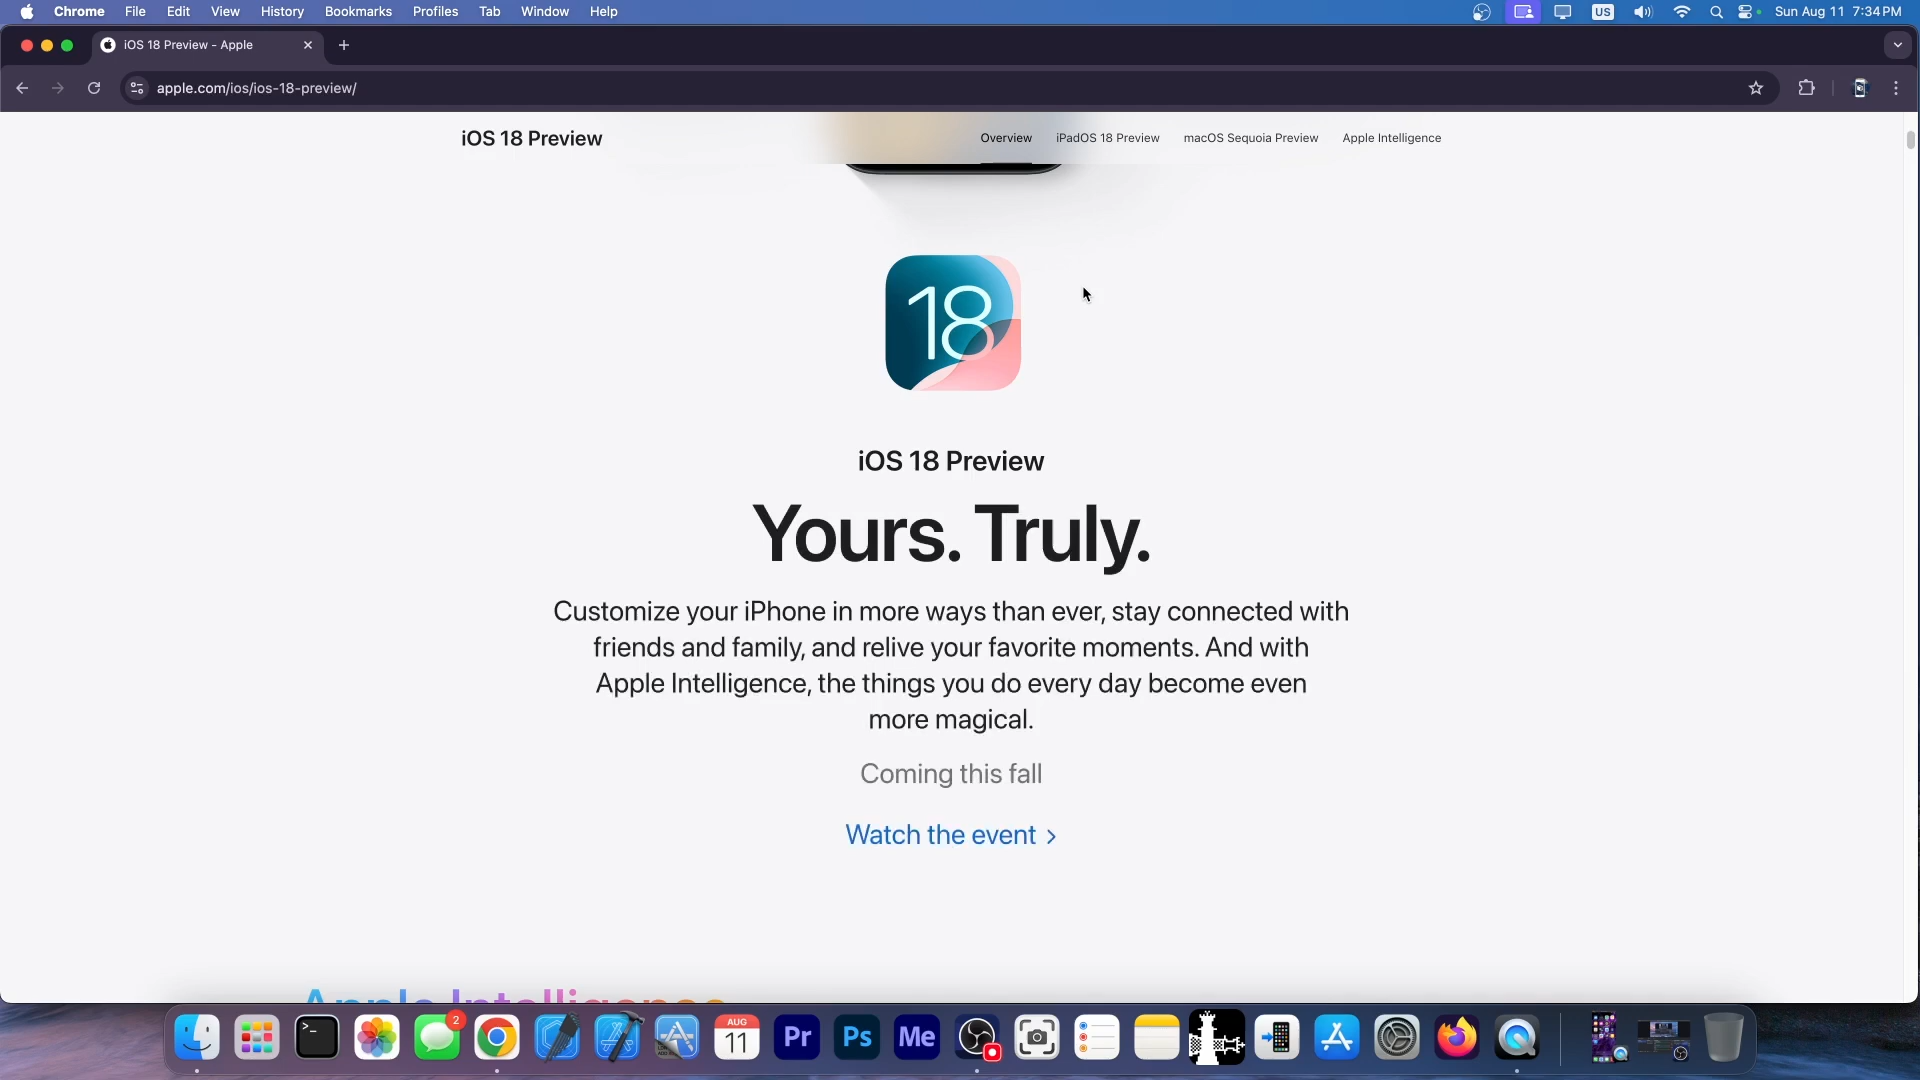 Chrome File Edit View History Bookmarks Profiles Tab Window Help US Sun Aug 11 7:34 PM
iOS 18 Preview - Apple
apple.com/ios/ios-18-preview/
iOS 18 Preview Overview iPadOS 18 Preview macOS Sequoia Preview Apple Intelligence
18
iOS 18 Preview
Yours. Truly.
Customize your iPhone in more ways than ever, stay connected with
friends and family, and relive your favorite moments. And with
Apple Intelligence, the things you do every day become even
more magical.
Coming this fall
Watch the event >
Apple Intelligence
2 AUG
11 Pr Ps Me